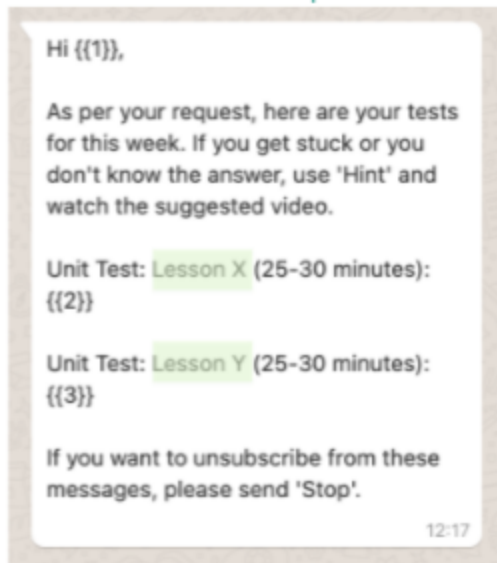 Hi {{1}},
As per your request, here are your tests
for this week. If you get stuck or you
don't know the answer, use 'Hint' and
watch the suggested video.
Unit Test: Lesson X (25-30 minutes):
{{2}}
Unit Test: Lesson Y (25-30 minutes):
{{3}}
If you want to unsubscribe from these
messages, please send 'Stop'.
12:17